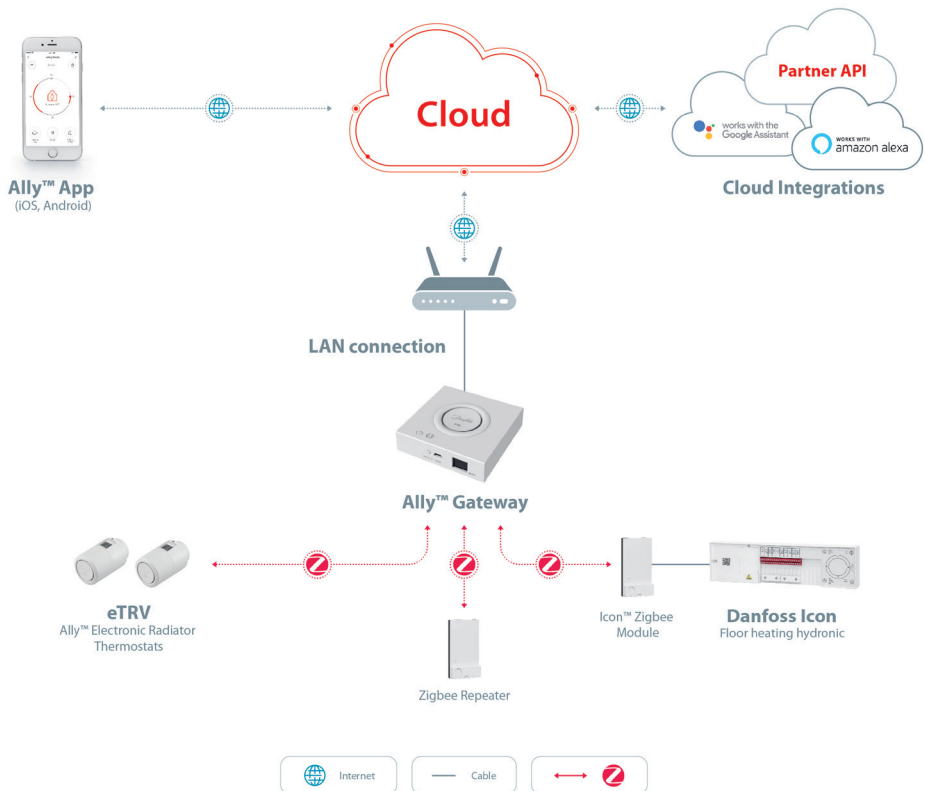 Cloud
Partner API
works with the
Google Assistant
WORKS WITH
amazon alexa
Ally™ App
(iOS, Android)
Cloud Integrations
LAN connection
Ally™ Gateway
eTRV
Ally™ Electronic Radiator
Thermostats
Icon™ Zigbee
Module
Danfoss Icon
Floor heating hydronic
Zigbee Repeater
Internet
Cable